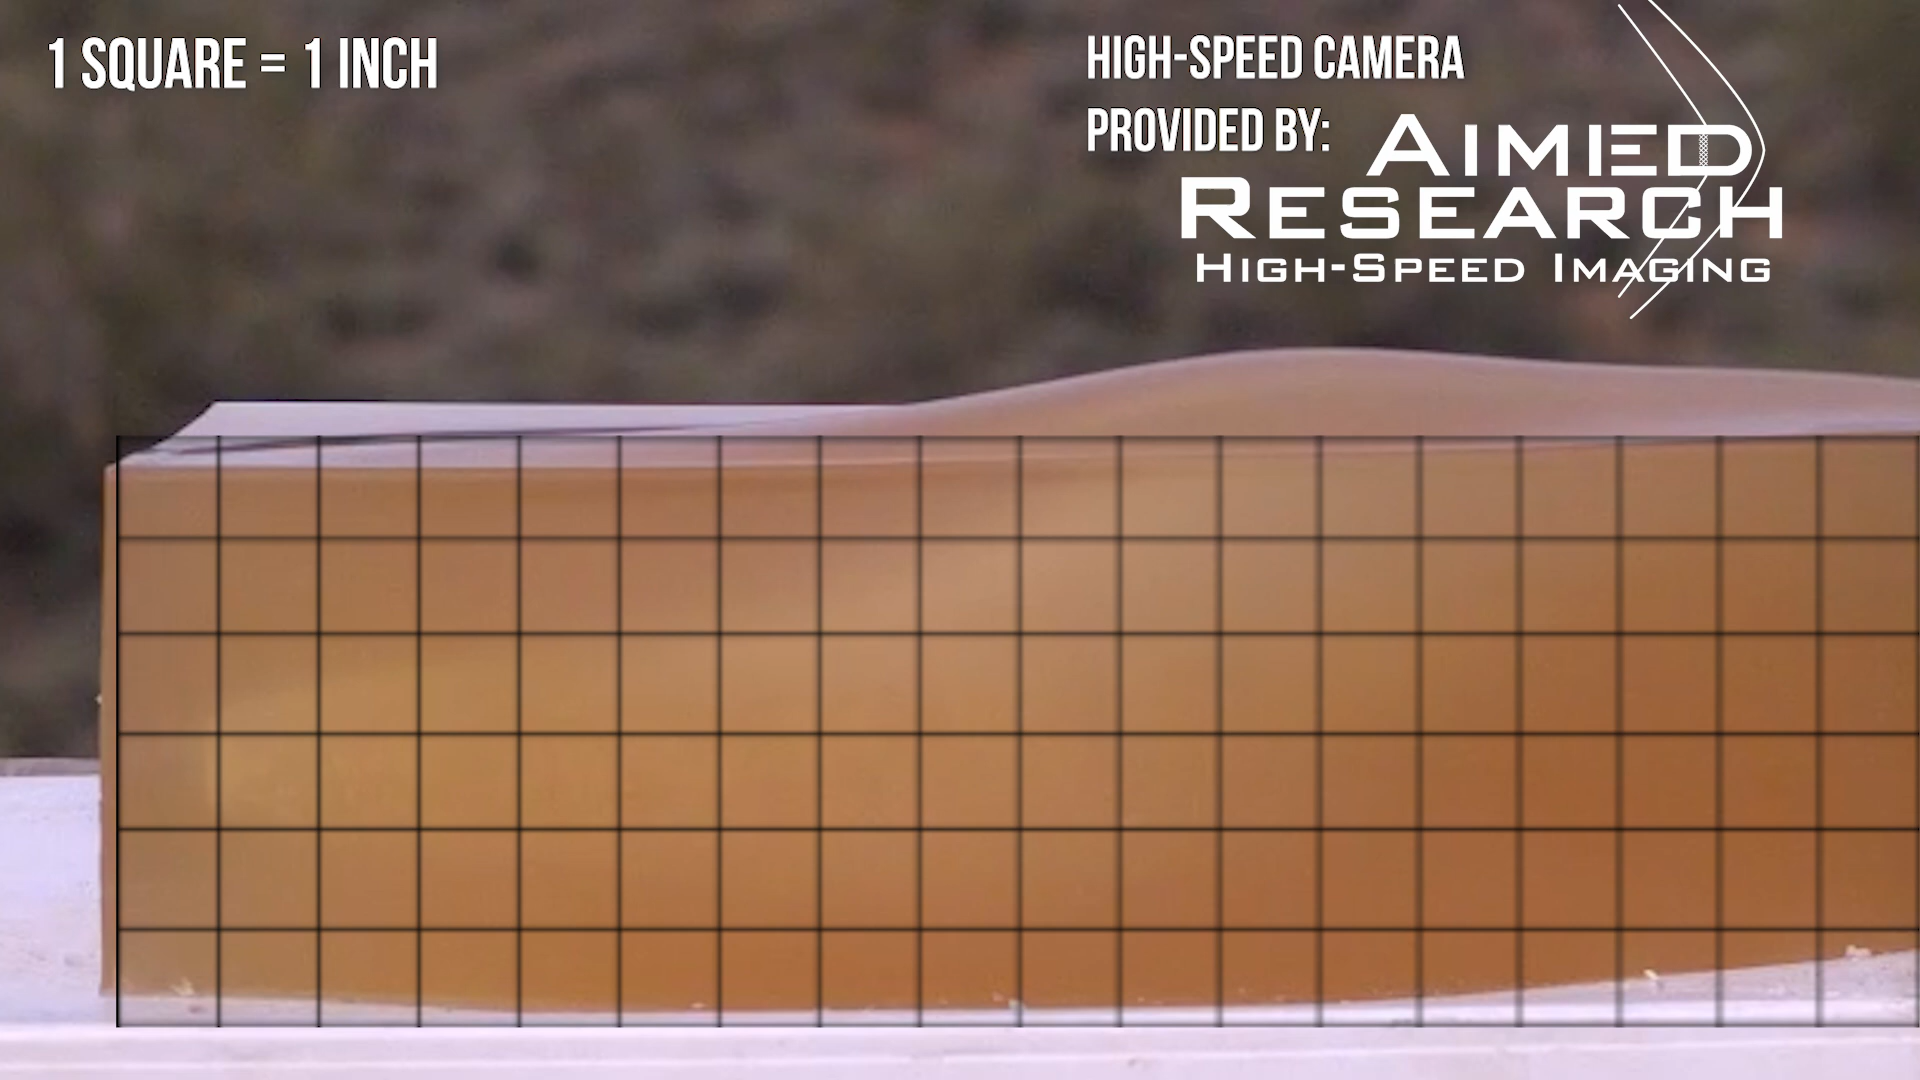 1 SQUARE = 1 INCH
HIGH-SPEED CAMERA
PROVIDED BY:
AIMED
RESEARCH
HIGH-SPEED IMAGING